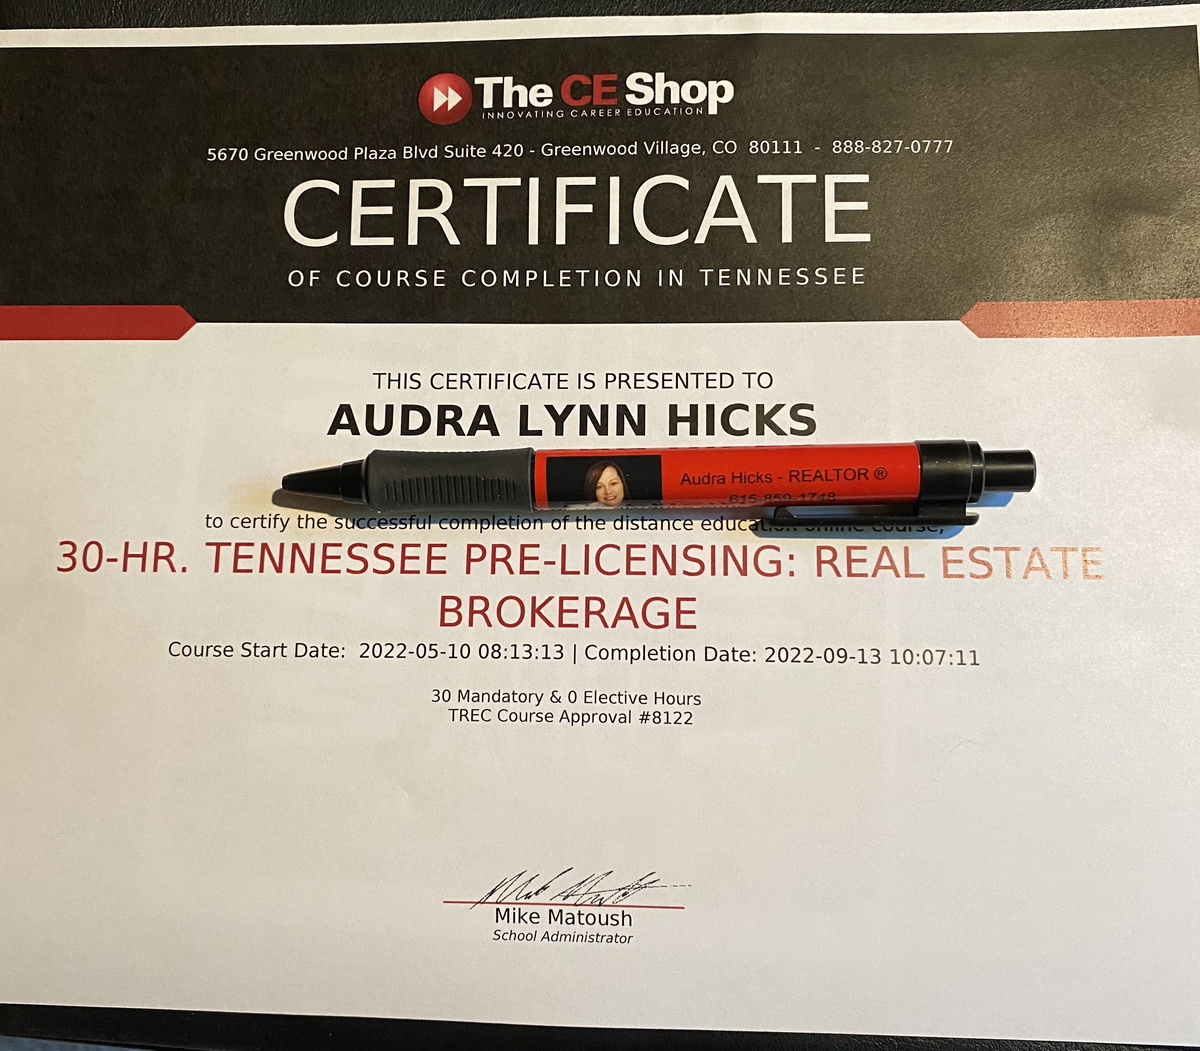 The CE Shop
INNOVATING CAREER EDUCATION
5670 Greenwood Plaza Blvd Suite 420 - Greenwood Village, CO 80111 - 888-827-0777
CERTIFICATE
OF COURSE COMPLETION IN TENNESSEE
THIS CERTIFICATE IS PRESENTED TO
AUDRA LYNN HICKS
Audra Hicks - REALTOR ®
615-859-1748
to certify the successful completion of the distance education online course,
30-HR. TENNESSEE PRE-LICENSING: REAL ESTATE
BROKERAGE
Course Start Date: 2022-05-10 08:13:13 | Completion Date: 2022-09-13 10:07:11
30 Mandatory & 0 Elective Hours
TREC Course Approval #8122
Mike Matoush
School Administrator